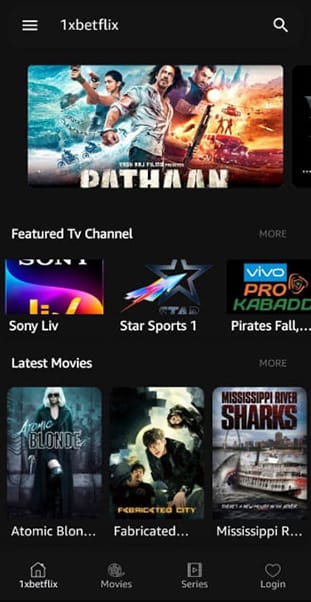 1xbetflix
YASH RAJ FILMS
PATHAAN
Featured Tv Channel
MORE
SONY
liv
STAR
vivo
PRO
KABADD
Sony Liv
Star Sports 1
Pirates Fall,...
Latest Movies
MORE
ATOMIC
BLONDE
FABRICATED CITY
MISSISSIPPI RIVER
SHARKS
Atomic Blon...
Fabricated...
Mississippi R...
1xbetflix
Movies
Series
Login